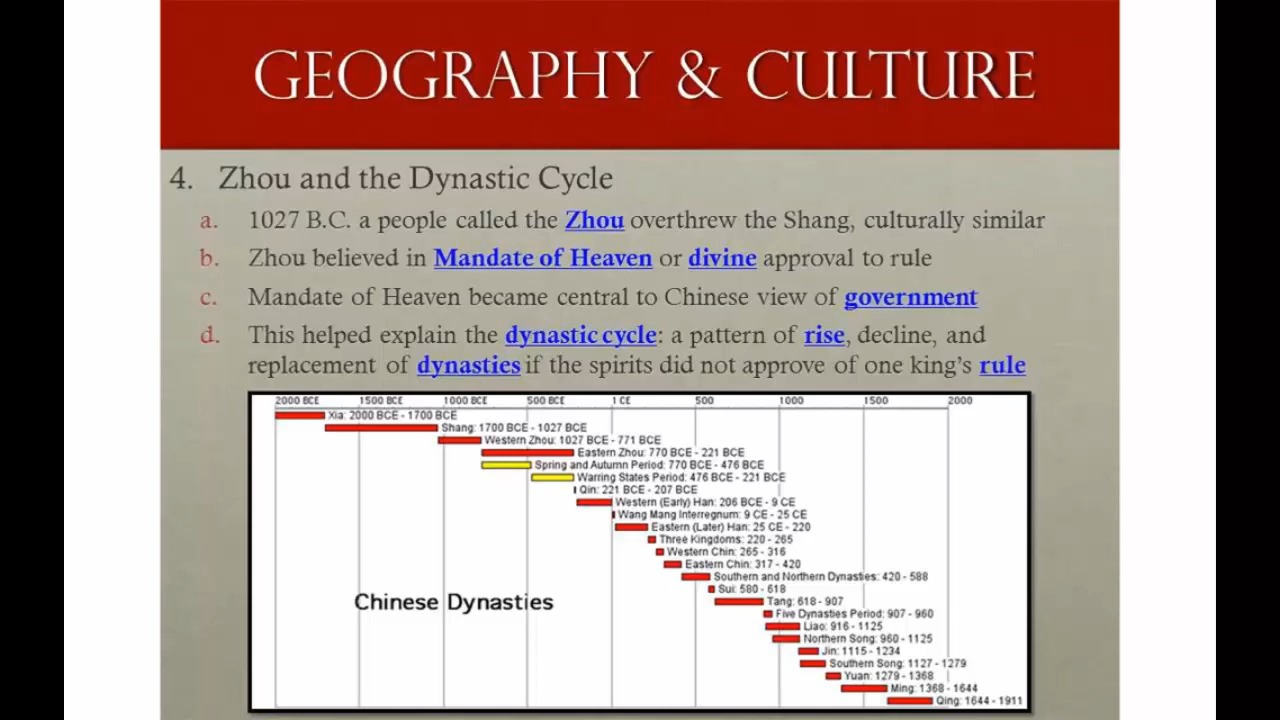 GEOGRAPHY & CULTURE
4. Zhou and the Dynastic Cycle
a. 1027 B.C. a people called the Zhou overthrew the Shang, culturally similar
b. Zhou believed in Mandate of Heaven or divine approval to rule
c. Mandate of Heaven became central to Chinese view of government
d. This helped explain the dynastic cycle: a pattern of rise, decline, and
replacement of dynasties if the spirits did not approve of one king's rule
2000 BCE 1500 BCE 1000 BCE 500 BCE 1 CE 500 1000 1500 2000
Xia: 2000 BCE - 1700 BCE
Shang: 1700 BCE - 1027 BCE
Western Zhou: 1027 BCE - 771 BCE
Eastern Zhou: 770 BCE - 221 BCE
Spring and Autumn Period: 770 BCE - 476 BCE
Warring States Period: 476 BCE - 221 BCE
Qin: 221 BCE - 207 BCE
Western (Early) Han: 206 BCE - 9 CE
Wang Mang Interregnum: 9 CE - 25 CE
Eastern (Later) Han: 25 CE - 220
Three Kingdoms: 220 - 265
Western Chin: 265 - 316
Eastern Chin: 317 - 420
Southern and Northern Dynasties: 420 - 588
Sui: 580 - 618
Chinese Dynasties
Tang: 618 - 907
Five Dynasties Period: 907 - 960
Liao: 916 - 1125
Northern Song: 960 - 1125
Jin: 1115 - 1234
Southern Song: 1127 - 1279
Yuan: 1279 - 1368
Ming: 1368 - 1644
Qing: 1644 - 1911